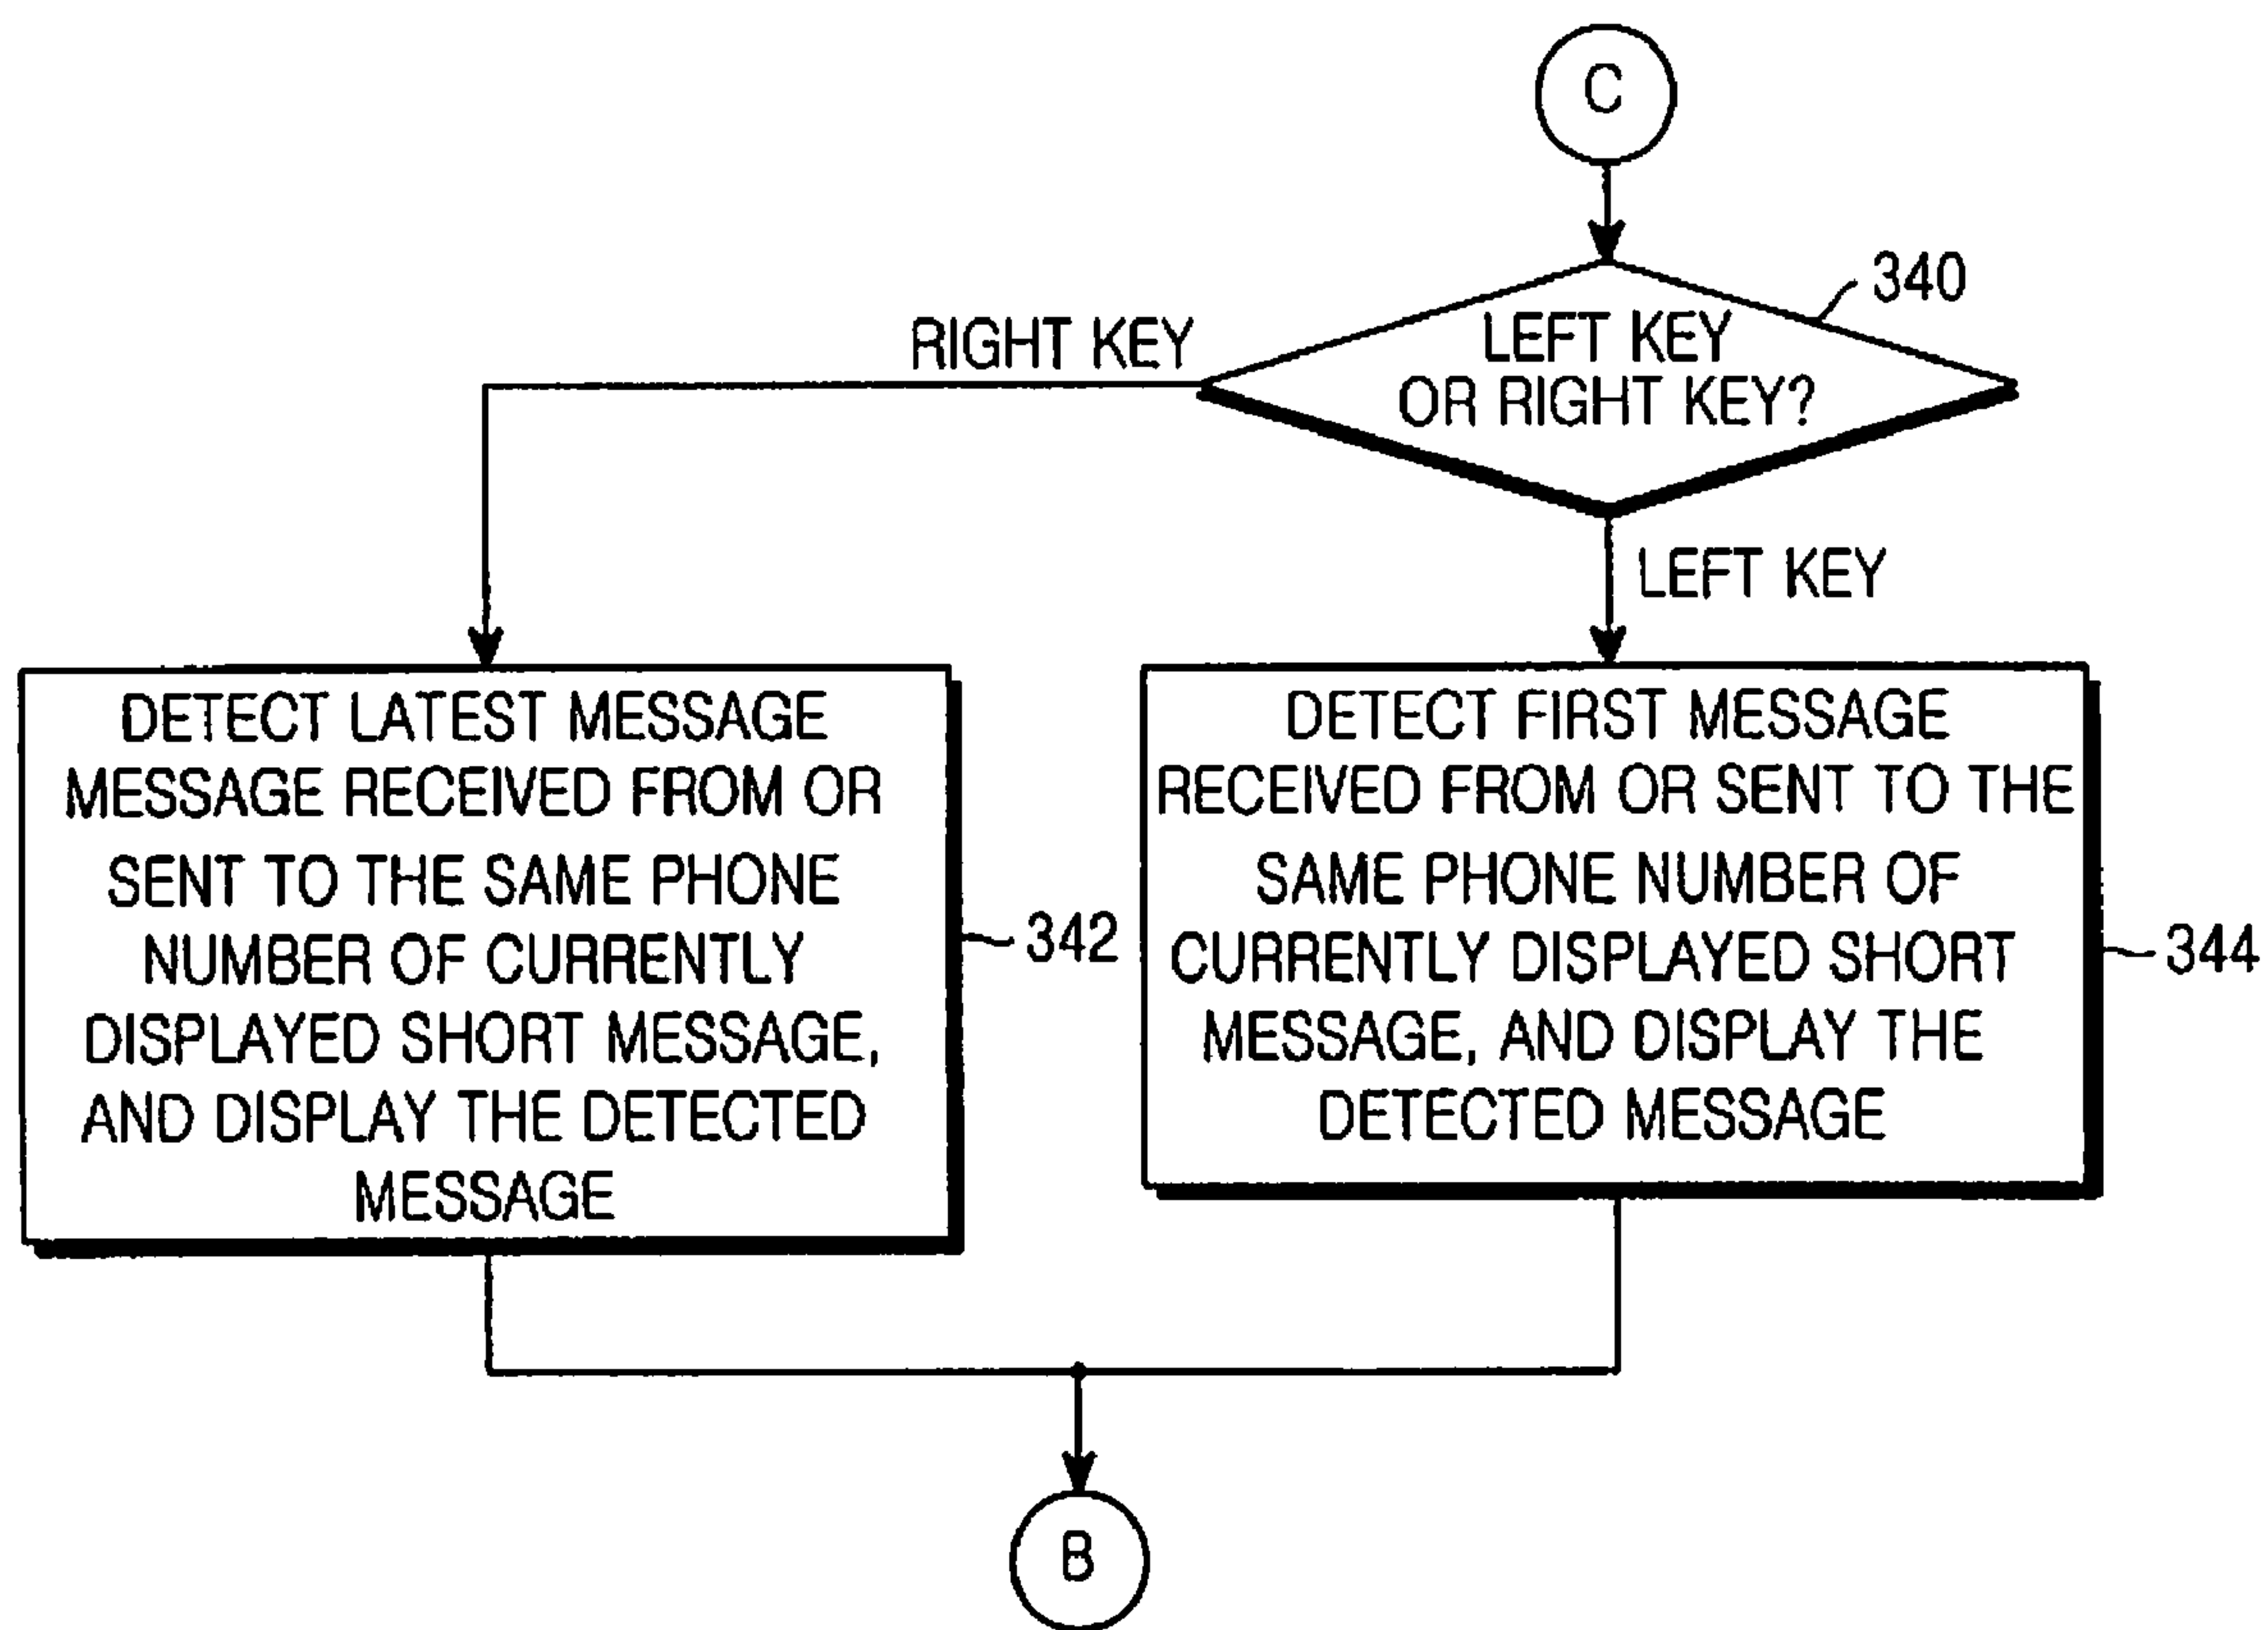 C
340
LEFT KEY
OR RIGHT KEY?
RIGHT KEY
LEFT KEY
DETECT LATEST MESSAGE
MESSAGE RECEIVED FROM OR
SENT TO THE SAME PHONE
NUMBER OF CURRENTLY
DISPLAYED SHORT MESSAGE,
AND DISPLAY THE DETECTED
MESSAGE
342
DETECT FIRST MESSAGE
RECEIVED FROM OR SENT TO THE
SAME PHONE NUMBER OF
CURRENTLY DISPLAYED SHORT
MESSAGE, AND DISPLAY THE
DETECTED MESSAGE
344
B